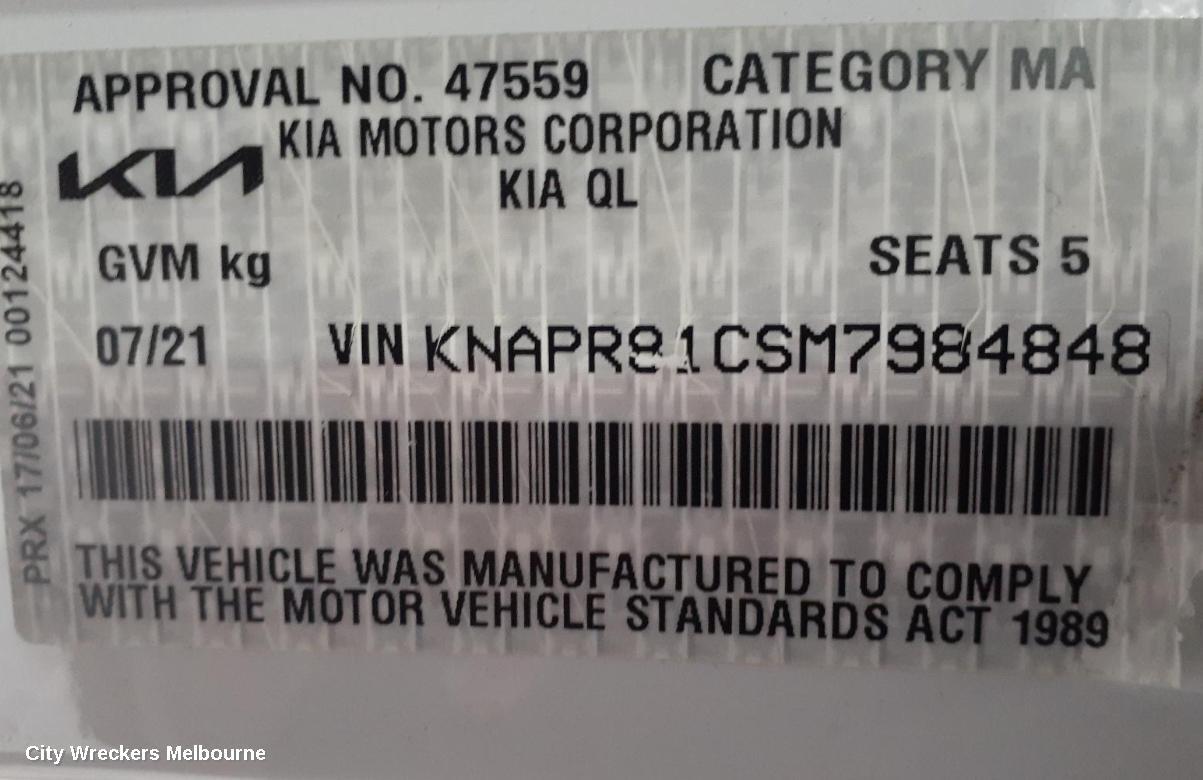 APPROVAL NO. 47559 CATEGORY MA
KIA MOTORS CORPORATION
KIA
KIA QL
GVM kg SEATS 5
07/21 VIN KNAPR81CSM7984848
THIS VEHICLE WAS MANUFACTURED TO COMPLY
WITH THE MOTOR VEHICLE STANDARDS ACT 1989
PRX 17/06/21 00124418
City Wreckers Melbourne